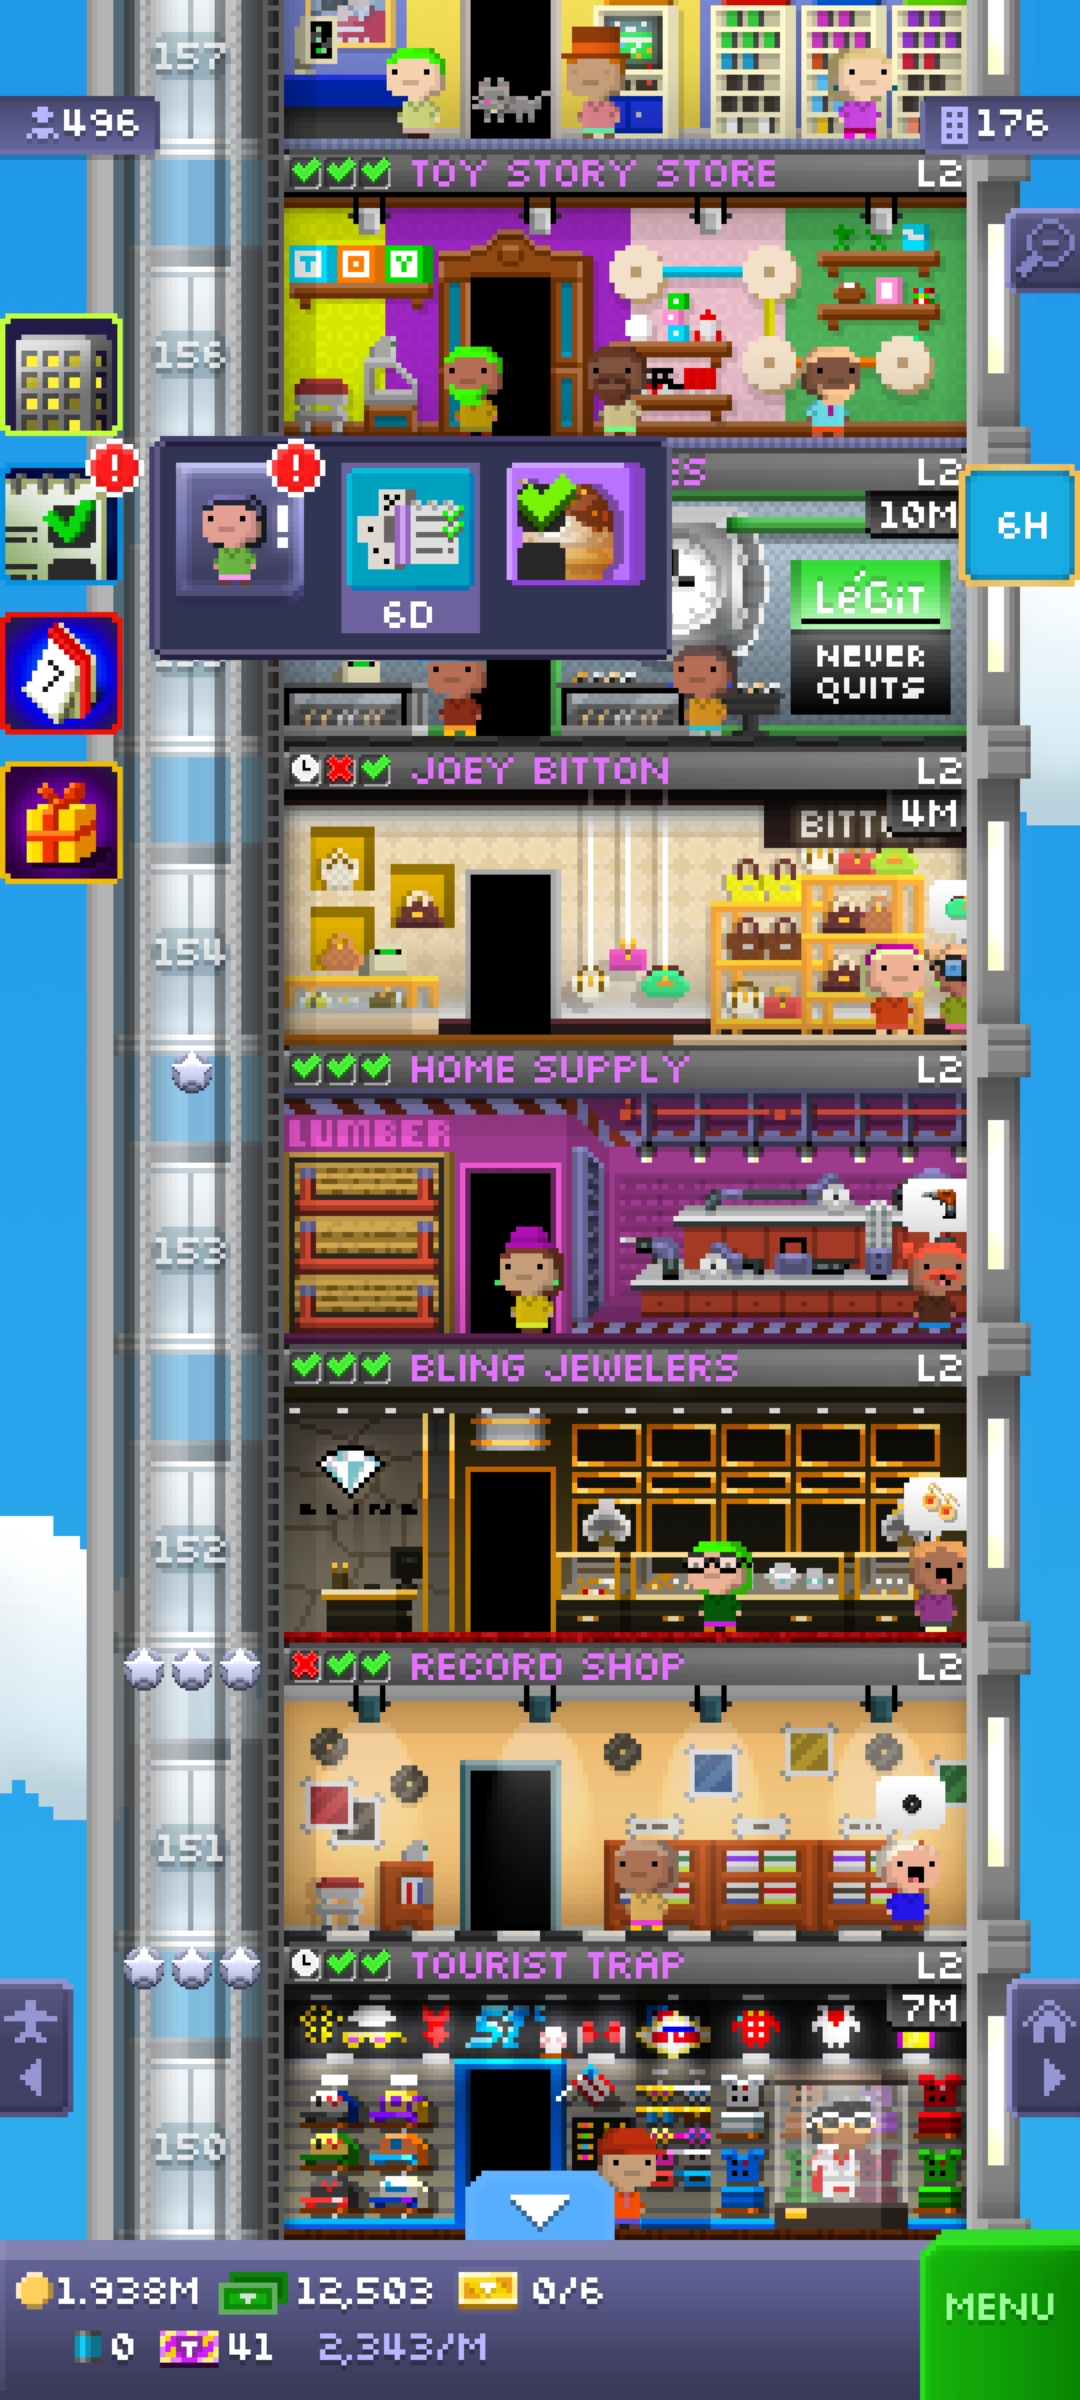 157
496
176
TOY STORY STORE L2
TOY
156
S L2
10M
6H
LéGiT
NEVER
QUITS
!
6D
JOEY BITTON L2
4M
BITT
154
HOME SUPPLY L2
LUMBER
153
BLING JEWELERS L2
BLING
152
RECORD SHOP L2
151
TOURIST TRAP L2
7M
150
1.938M 12,503 0/6
0 41 2,343/M
MENU